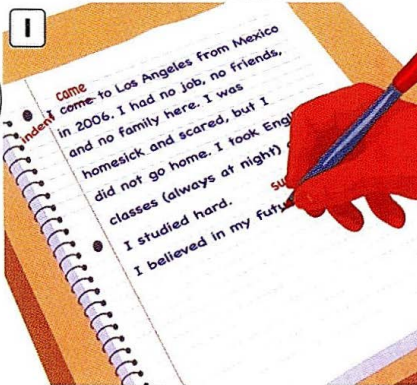 I
came
indent I come to Los Angeles from Mexico
in 2006. I had no job, no friends,
and no family here. I was
homesick and scared, but I
did not go home. I took Engl
classes (always at night)
su
I studied hard.
I believed in my futu